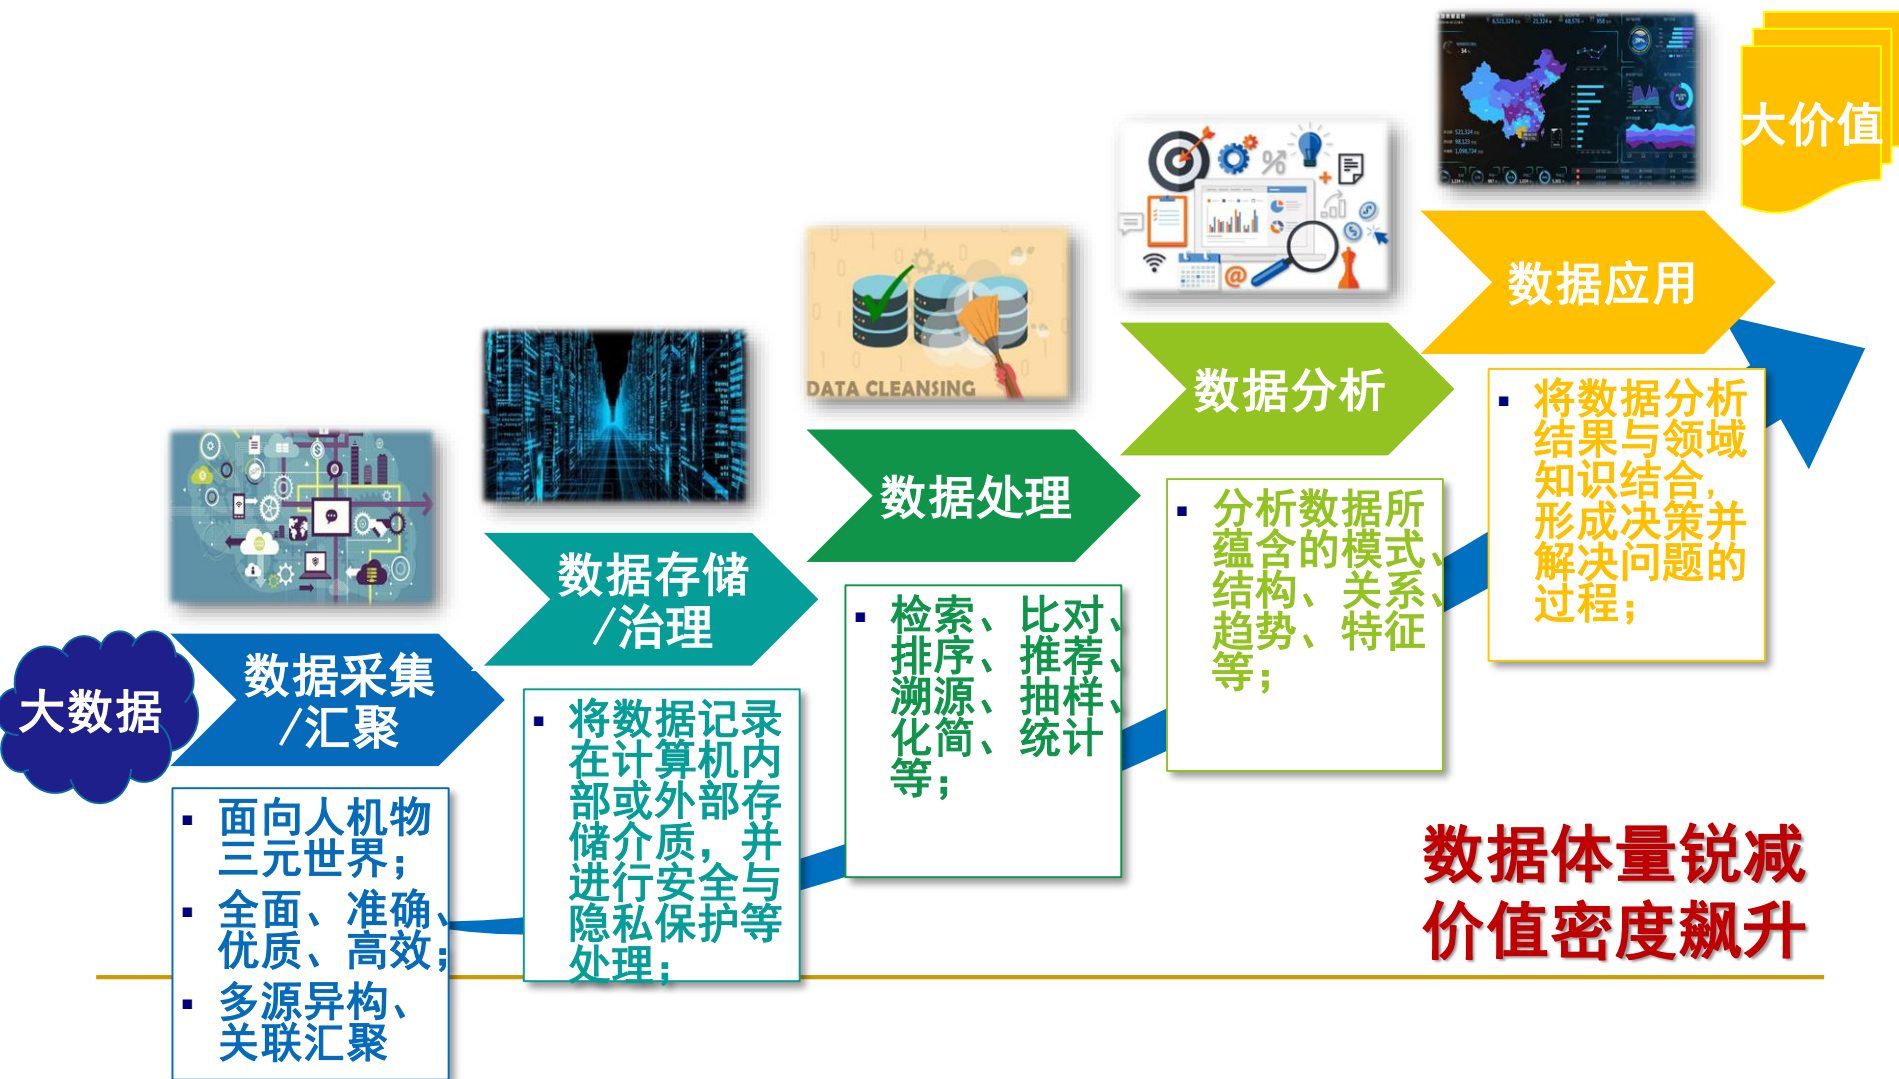 大数据
数据采集
/汇聚
面向人机物
三元世界；
全面、准确、
优质、高效；
多源异构、
关联汇聚
数据存储
/治理
将数据记录
在计算机内
部或外部存
储介质，并
进行安全与
隐私保护等
处理；
DATA CLEANSING
数据处理
检索、比对、
排序、推荐、
溯源、抽样、
化简、统计
等；
数据分析
分析数据所
蕴含的模式、
结构、关系、
趋势、特征
等；
数据应用
将数据分析
结果与领域
知识结合，
形成决策并
解决问题的
过程；
大价值
数据体量锐减
价值密度飙升